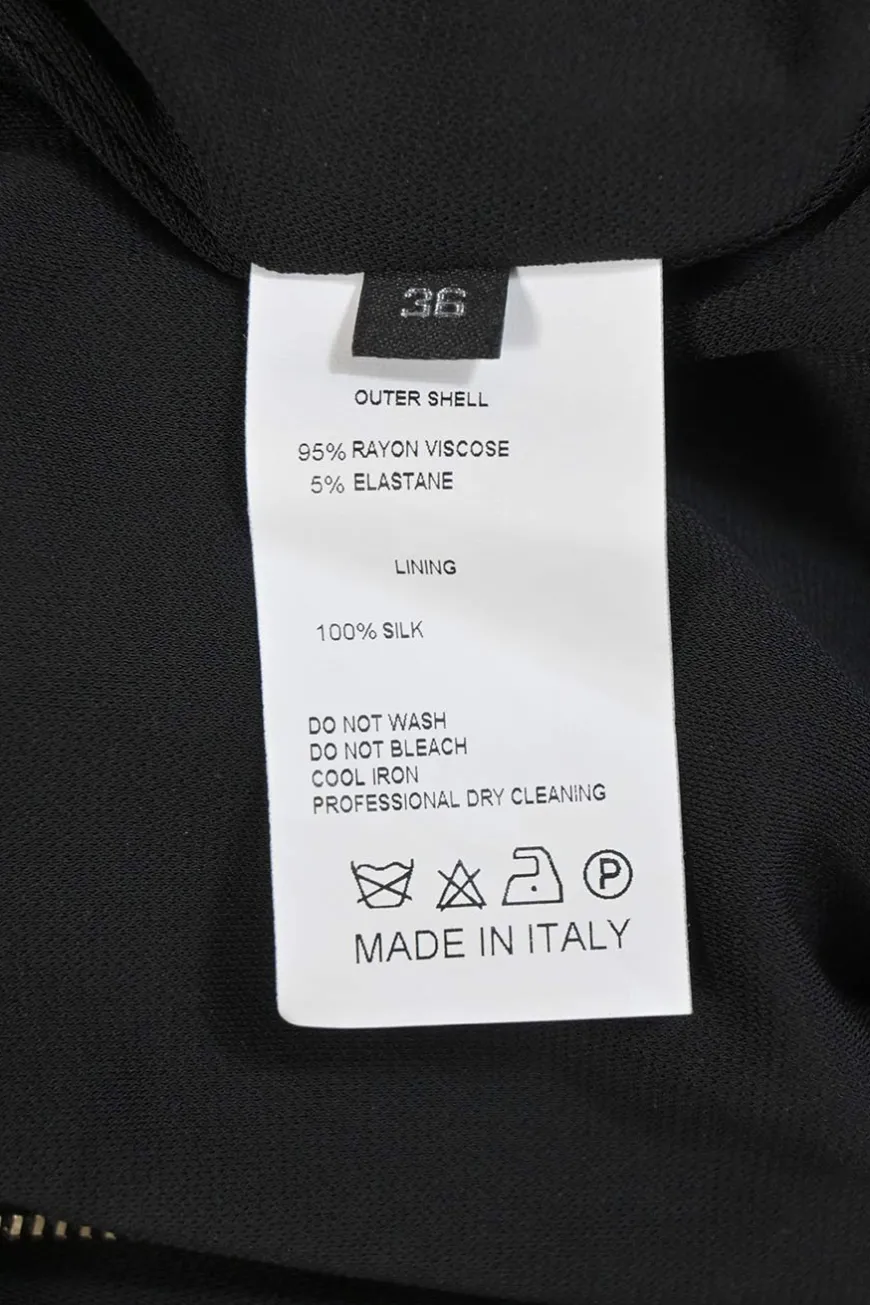 36
OUTER SHELL
95% RAYON VISCOSE
5% ELASTANE
LINING
100% SILK
DO NOT WASH
DO NOT BLEACH
COOL IRON
PROFESSIONAL DRY CLEANING
P
MADE IN ITALY